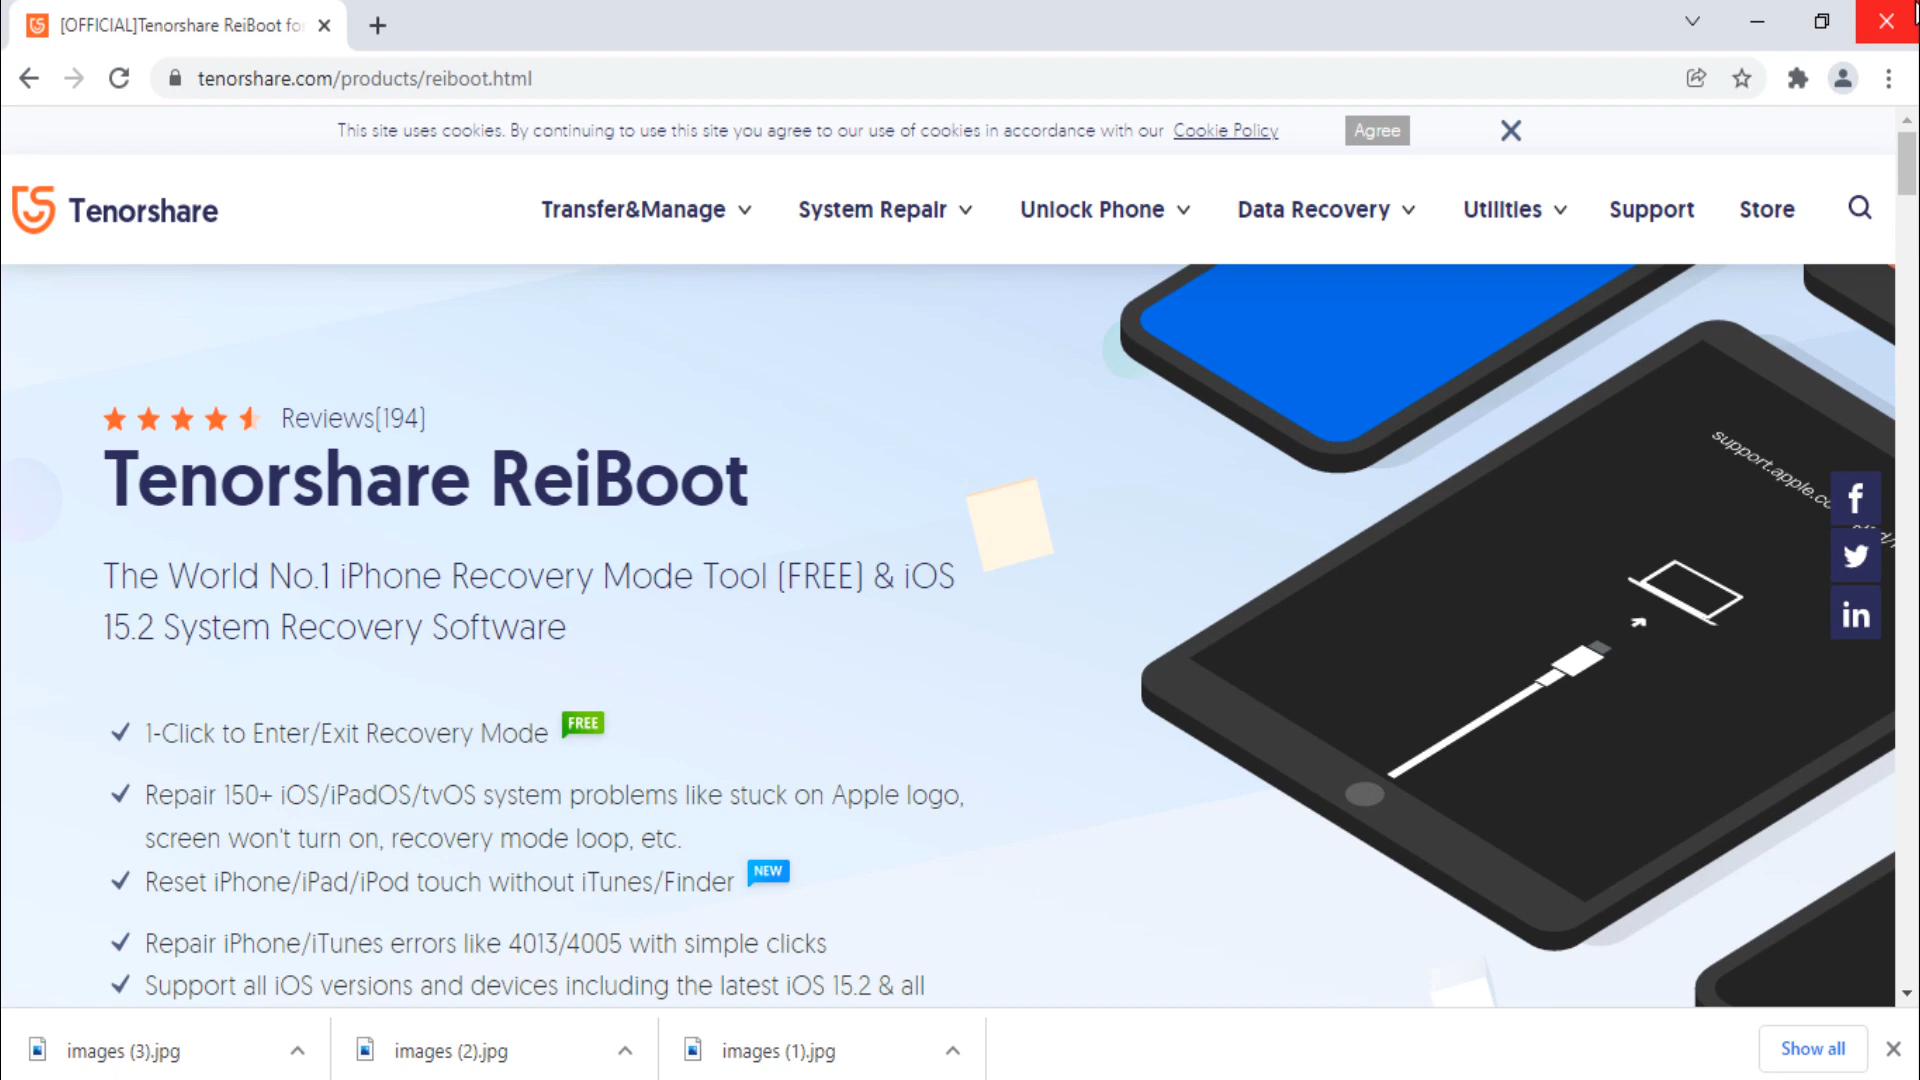 [OFFICIAL]Tenorshare ReiBoot fo
tenorshare.com/products/reiboot.html
This site uses cookies. By continuing to use this site you agree to our use of cookies in accordance with our Cookie Policy
Agree
Tenorshare
Transfer&Manage
System Repair
Unlock Phone
Data Recovery
Utilities
Support
Store
Reviews(194)
Tenorshare ReiBoot
The World No.1 iPhone Recovery Mode Tool (FREE) & iOS
15.2 System Recovery Software
1-Click to Enter/Exit Recovery Mode FREE
Repair 150+ iOS/iPadOS/tvOS system problems like stuck on Apple logo,
screen won't turn on, recovery mode loop, etc.
Reset iPhone/iPad/iPod touch without iTunes/Finder NEW
Repair iPhone/iTunes errors like 4013/4005 with simple clicks
Support all iOS versions and devices including the latest iOS 15.2 & all
support.apple.co
f
in
images (3).jpg
images (2).jpg
images (1).jpg
Show all